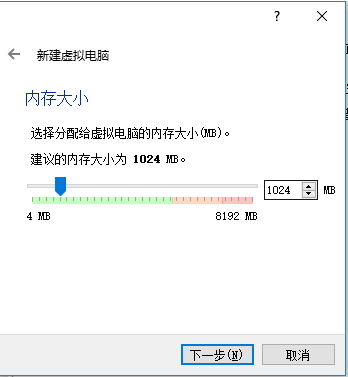 ?
新建虚拟电脑
内存大小
选择分配给虚拟电脑的内存大小(MB)。
建议的内存大小为 1024 MB。
1024 MB
4 MB 8192 MB
下一步(N) 取消